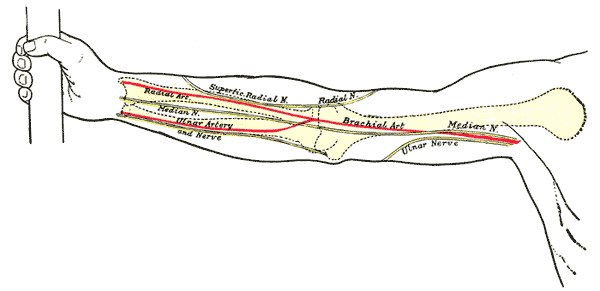 Radial Art.
Superfic. Radial N.
Radial N.
Median N.
Ulnar Artery
and Nerve
Brachial Art
Median N.
Ulnar Nerve